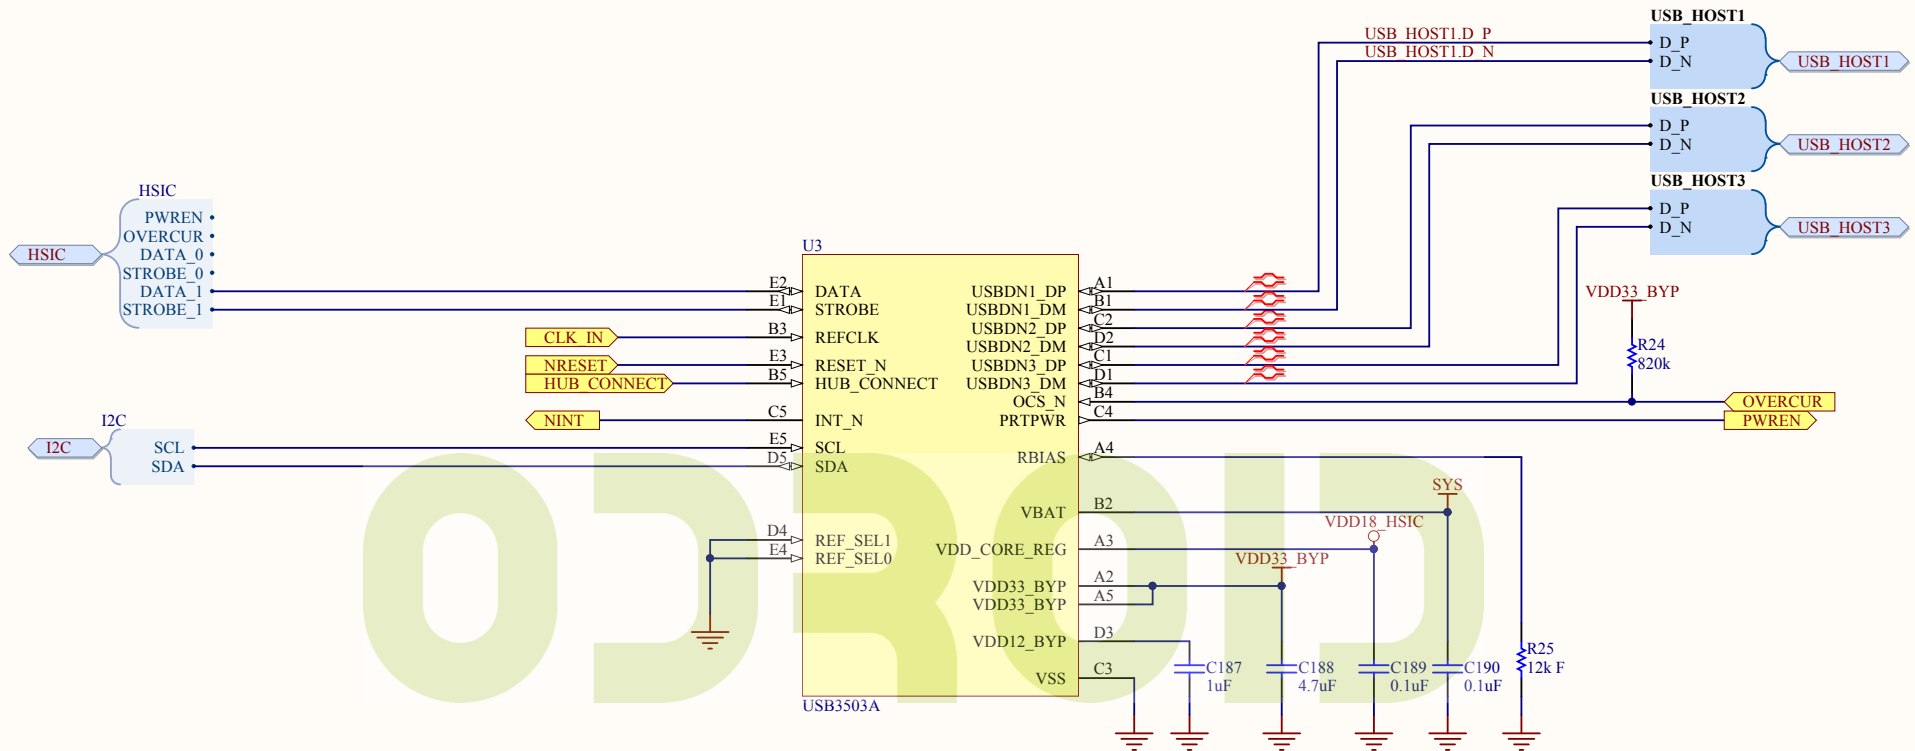 USB_HOST1
USB_HOST1.D_P
D_P
USB_HOST1.D_N
D_N
USB_HOST1
USB_HOST2
D_P
D_N
USB_HOST2
USB_HOST3
D_P
D_N
USB_HOST3
HSIC
PWREN
OVERCUR
DATA_0
STROBE_0
DATA_1
STROBE_1
HSIC
U3
E2 DATA
E1 STROBE
CLK_IN B3 REFCLK
NRESET E3 RESET_N
HUB_CONNECT B5 HUB_CONNECT
NINT C5 INT_N
I2C
I2C
SCL
SDA
E5 SCL
D5 SDA
D4 REF_SEL1
E4 REF_SEL0
USBDN1_DP A1
USBDN1_DM B1
USBDN2_DP C2
USBDN2_DM D2
USBDN3_DP C1
USBDN3_DM D1
OCS_N B4 OVERCUR
PRTPWR C4 PWREN
VDD33_BYP
R24
820k
RBIAS A4
SYS
VBAT B2
VDD18_HSIC
VDD_CORE_REG A3
VDD33_BYP
VDD33_BYP A2
VDD33_BYP A5
VDD12_BYP D3
VSS C3
C187
1uF
C188
4.7uF
C189
0.1uF
C190
0.1uF
R25
12k F
USB3503A
ODROID